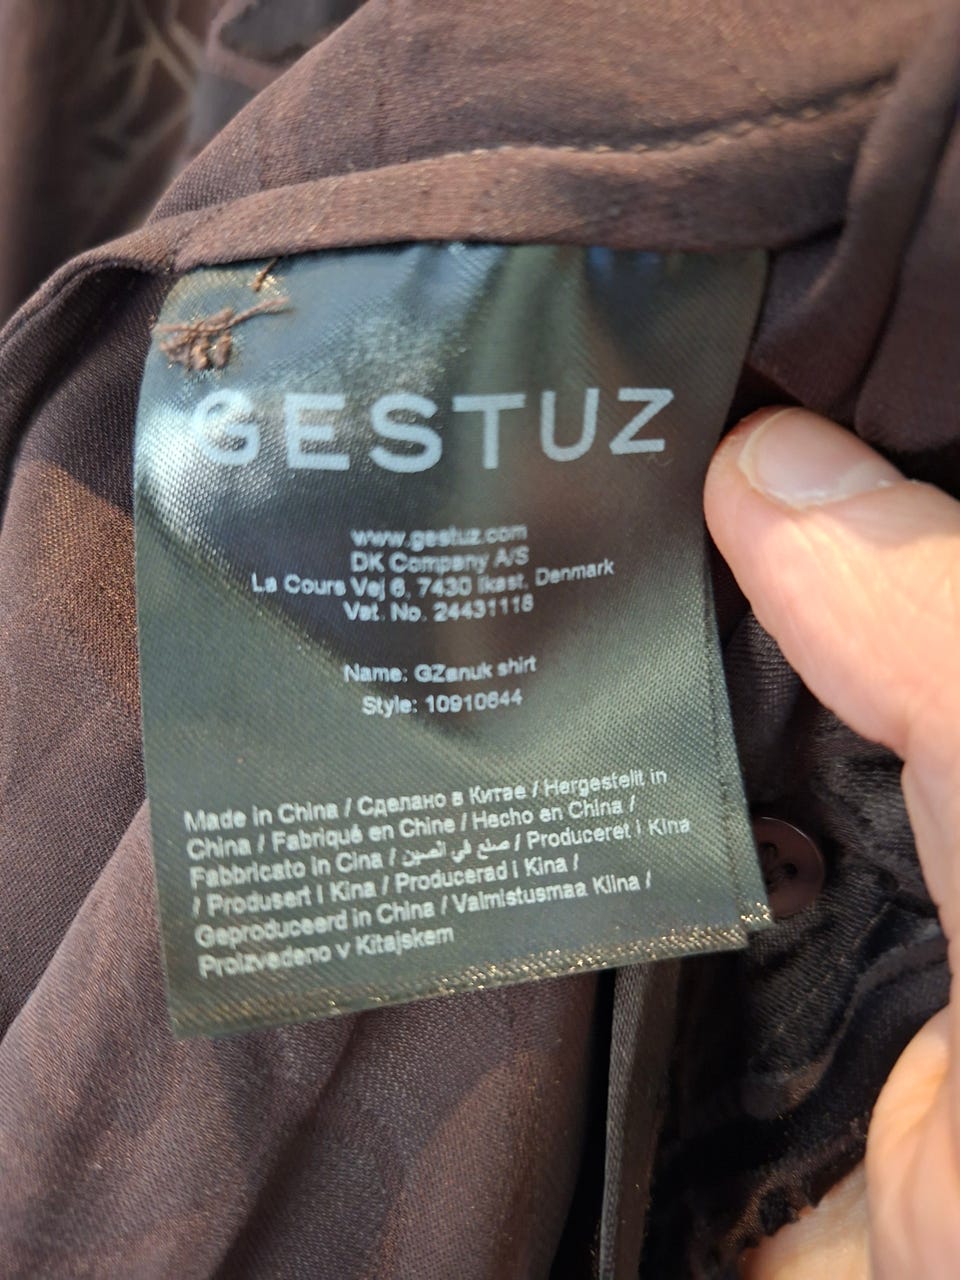 GESTUZ
www.gestuz.com
DK Company A/S
La Cours Vej 6, 7430 Ikast, Denmark
Vat. No. 24431118
Name: GZanuk shirt
Style: 10910644
Made in China / Сделано в Китае / Hergestellt in
China / Fabriqué en Chine / Hecho en China /
Fabbricato in Cina / صنع في الصين / Produceret i Kina
/ Produsert i Kina / Producerad i Kina /
Geproduceerd in China / Valmistusmaa Kiina /
Proizvedeno v Kitajskem